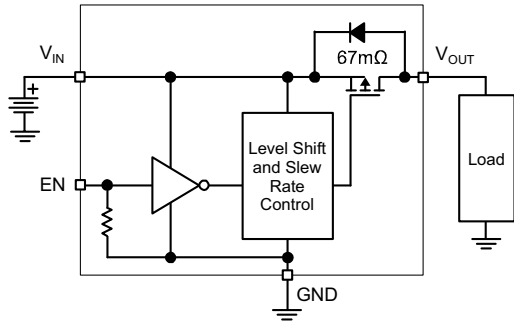 V_IN
67mΩ
V_OUT
+
Level Shift
and Slew
Rate
Control
Load
EN
GND